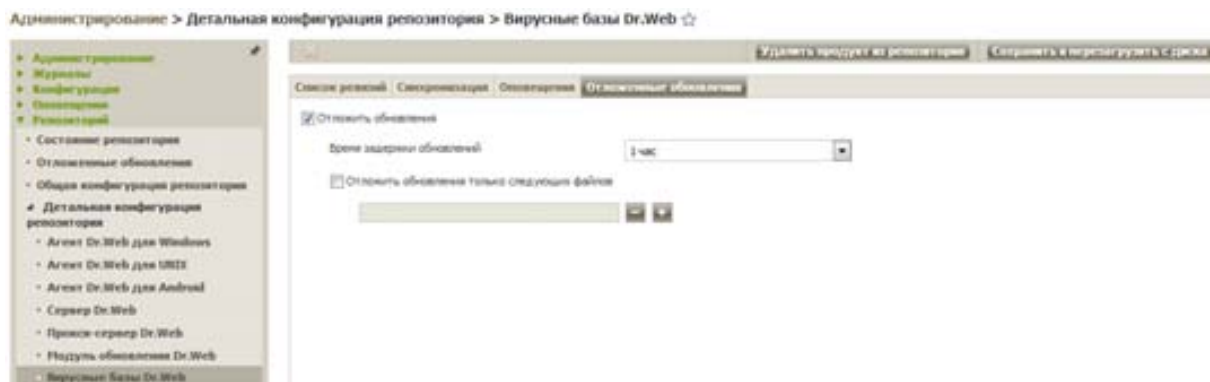 Администрирование > Детальная конфигурация репозитория > Вирусные базы Dr.Web
Администрирование
Журналы
Конфигурация
Оповещения
Репозиторий
Состояние репозитория
Отложенные обновления
Общая конфигурация репозитория
Детальная конфигурация
репозитория
Агент Dr.Web для Windows
Агент Dr.Web для UNIX
Агент Dr.Web для Android
Сервер Dr.Web
Прокси-сервер Dr.Web
Модуль обновления Dr.Web
Вирусные базы Dr.Web
Удалить продукт из репозитория Сохранить и перезагрузить с диска
Список ревизий Синхронизация Оповещения Отложенные обновления
Отложить обновления
Время задержки обновлений 1 час
Отложить обновления только следующих файлов